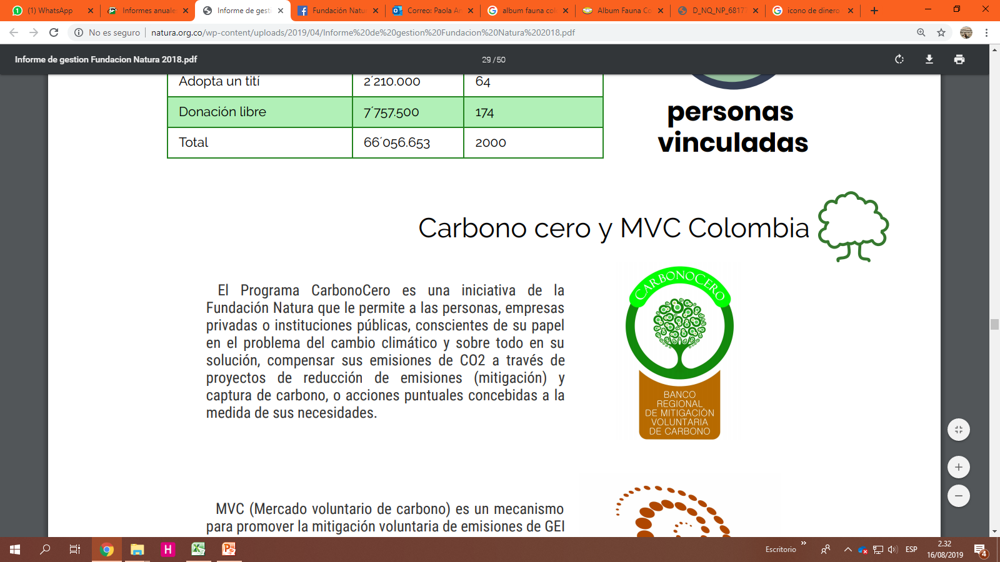 (1) WhatsApp
Informes anuale
Informe de gesti
Fundación Natu
Correo: Paola An
album fauna col
Album Fauna Co
D_NQ_NP_6817
icono de dinero
No es seguro
natura.org.co/wp-content/uploads/2019/04/Informe%20de%20gestion%20Fundacion%20Natura%202018.pdf
Informe de gestion Fundacion Natura 2018.pdf
29 / 50
Adopta un tití 2´210.000 64
Donación libre 7´757.500 174
Total 66´056.653 2000
personas
vinculadas
Carbono cero y MVC Colombia
El Programa CarbonoCero es una iniciativa de la
Fundación Natura que le permite a las personas, empresas
privadas o instituciones públicas, conscientes de su papel
en el problema del cambio climático y sobre todo en su
solución, compensar sus emisiones de CO2 a través de
proyectos de reducción de emisiones (mitigación) y
captura de carbono, o acciones puntuales concebidas a la
medida de sus necesidades.
CARBONOCERO
BANCO
REGIONAL
DE MITIGACIÓN
VOLUNTARIA
DE CARBONO
MVC (Mercado voluntario de carbono) es un mecanismo
para promover la mitigación voluntaria de emisiones de GEI
Escritorio
ESP
2.32
16/08/2019
4